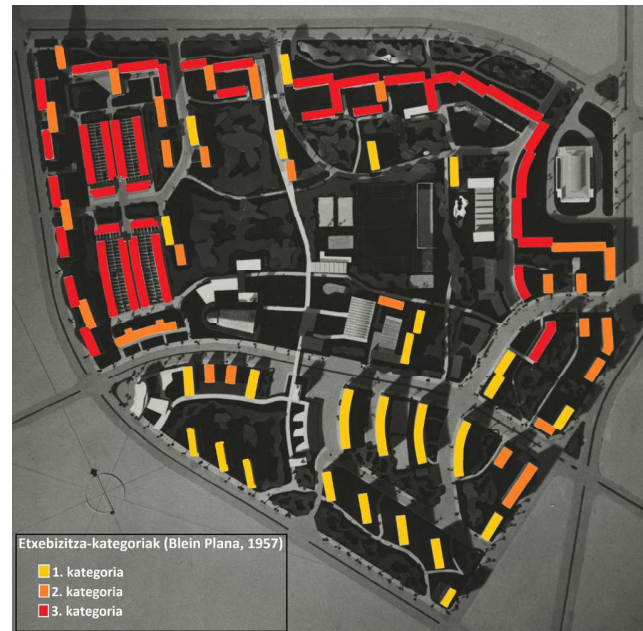 Etxebizitza-kategoriak (Blein Plana, 1957)
1. kategoria
2. kategoria
3. kategoria